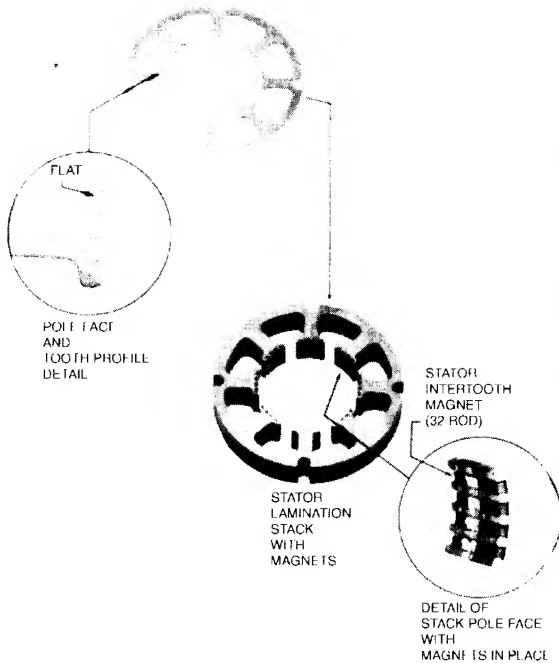 FLAT
POLE FACT
AND
TOOTH PROFILE
DETAIL
STATOR
INTERTOOTH
MAGNET
(32 ROD)
STATOR
LAMINATION
STACK
WITH
MAGNETS
DETAIL OF
STACK POLE FACE
WITH
MAGNETS IN PLACE